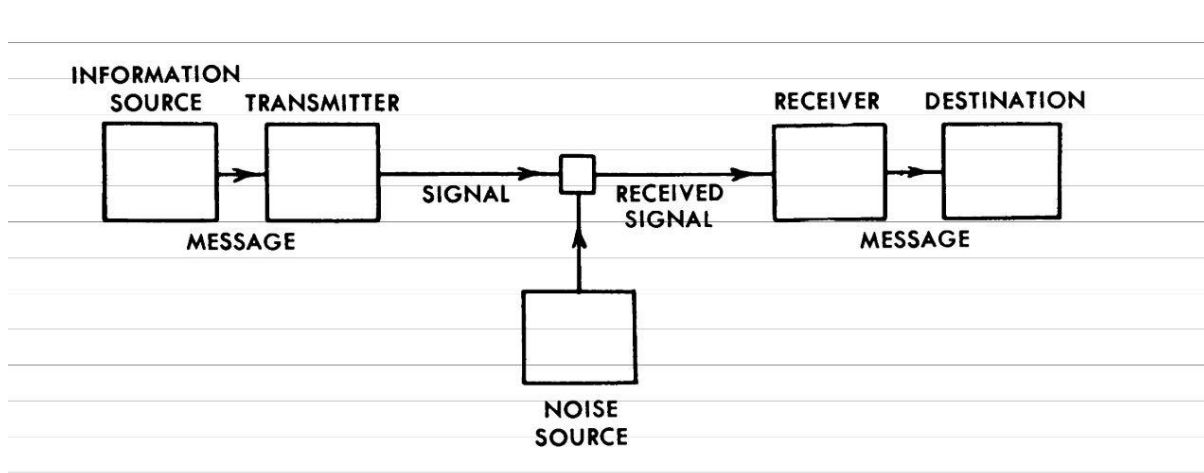 INFORMATION
SOURCE
TRANSMITTER
RECEIVER
DESTINATION
SIGNAL
RECEIVED
SIGNAL
MESSAGE
MESSAGE
NOISE
SOURCE